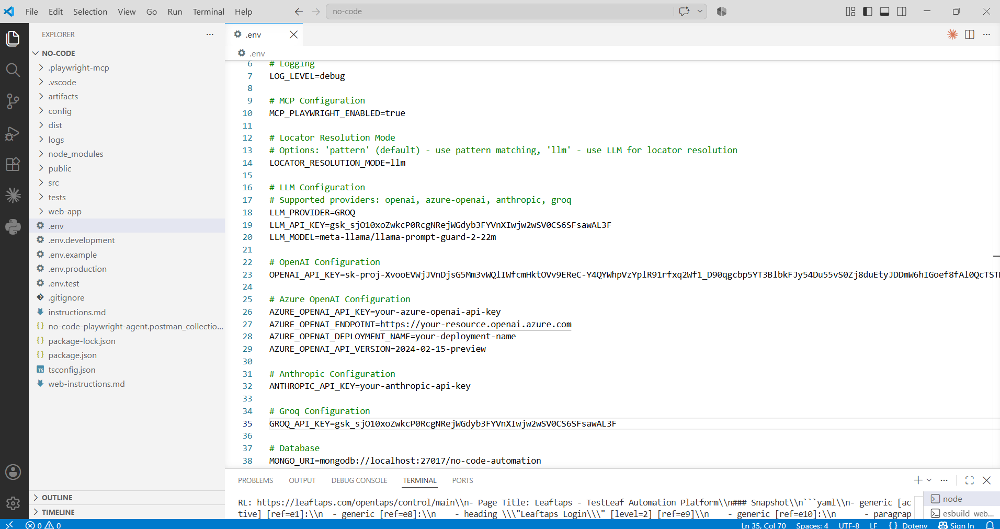 File Edit Selection View Go Run Terminal Help
no-code
EXPLORER
NO-CODE
.playwright-mcp
.vscode
artifacts
config
dist
logs
node_modules
public
src
tests
web-app
.env
.env.development
.env.example
.env.production
.env.test
.gitignore
instructions.md
no-code-playwright-agent.postman_collectio...
package-lock.json
package.json
tsconfig.json
web-instructions.md
OUTLINE
TIMELINE
.env
.env
6 # Logging
7 LOG_LEVEL=debug
8
9 # MCP Configuration
10 MCP_PLAYWRIGHT_ENABLED=true
11
12 # Locator Resolution Mode
13 # Options: 'pattern' (default) - use pattern matching, 'llm' - use LLM for locator resolution
14 LOCATOR_RESOLUTION_MODE=llm
15
16 # LLM Configuration
17 # Supported providers: openai, azure-openai, anthropic, groq
18 LLM_PROVIDER=GROQ
19 LLM_API_KEY=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
20 LLM_MODEL=meta-llama/llama-prompt-guard-2-22m
21
22 # OpenAI Configuration
23 OPENAI_API_KEY=sk-proj-XvooEVWjJVnDjsG5Mm3vWQlIWfcmHktOVv9EReC-Y4QYWhpVzYplR91rfxq2Wf1_D90qgcbp5YT3BlbkFJy54Du55vS0Zj8duEtyJDDmW6hIGoef8fAl0QcTST
24
25 # Azure OpenAI Configuration
26 AZURE_OPENAI_API_KEY=your-azure-openai-api-key
27 AZURE_OPENAI_ENDPOINT=https://your-resource.openai.azure.com
28 AZURE_OPENAI_DEPLOYMENT_NAME=your-deployment-name
29 AZURE_OPENAI_API_VERSION=2024-02-15-preview
30
31 # Anthropic Configuration
32 ANTHROPIC_API_KEY=your-anthropic-api-key
33
34 # Groq Configuration
35 GROQ_API_KEY=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
36
37 # Database
38 MONGO_URI=mongodb://localhost:27017/no-code-automation
PROBLEMS OUTPUT DEBUG CONSOLE TERMINAL PORTS
RL: https://leaftaps.com/opentaps/control/main\\n- Page Title: Leaftaps - TestLeaf Automation Platform\\n### Snapshot\\n```yaml\\n- generic [ac
tive] [ref=e1]:\\n  - generic [ref=e8]:\\n    - heading \\\"Leaftaps Login\\\" [level=2] [ref=e9]\\n    - generic [ref=e10]:\\n      - paragrap
node
esbuild web...
0 0
Ln 35, Col 70 Spaces: 4 UTF-8 LF { } Dotenv Sign In